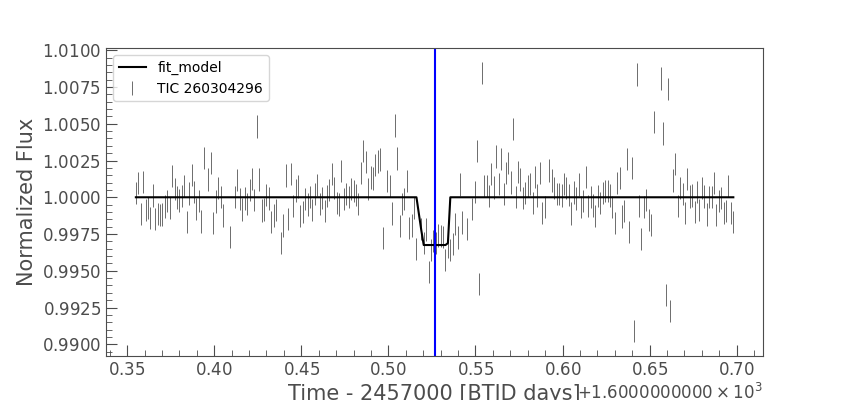 1.0100
1.0075
1.0050
1.0025
1.0000
0.9975
0.9950
0.9925
0.9900
Normalized Flux
fit_model
TIC 260304296
0.35 0.40 0.45 0.50 0.55 0.60 0.65 0.70
Time - 2457000 [BTJD days]
+1.6000000000 × 10³